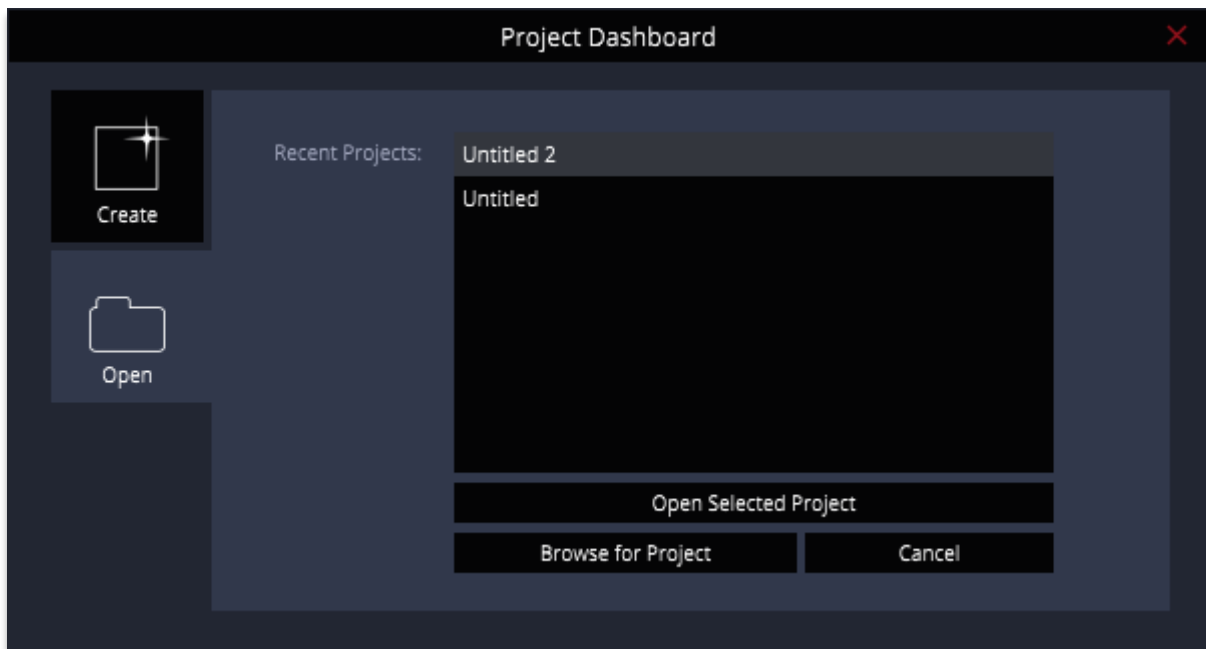 Project Dashboard
Create
Open
Recent Projects:
Untitled 2
Untitled
Open Selected Project
Browse for Project
Cancel